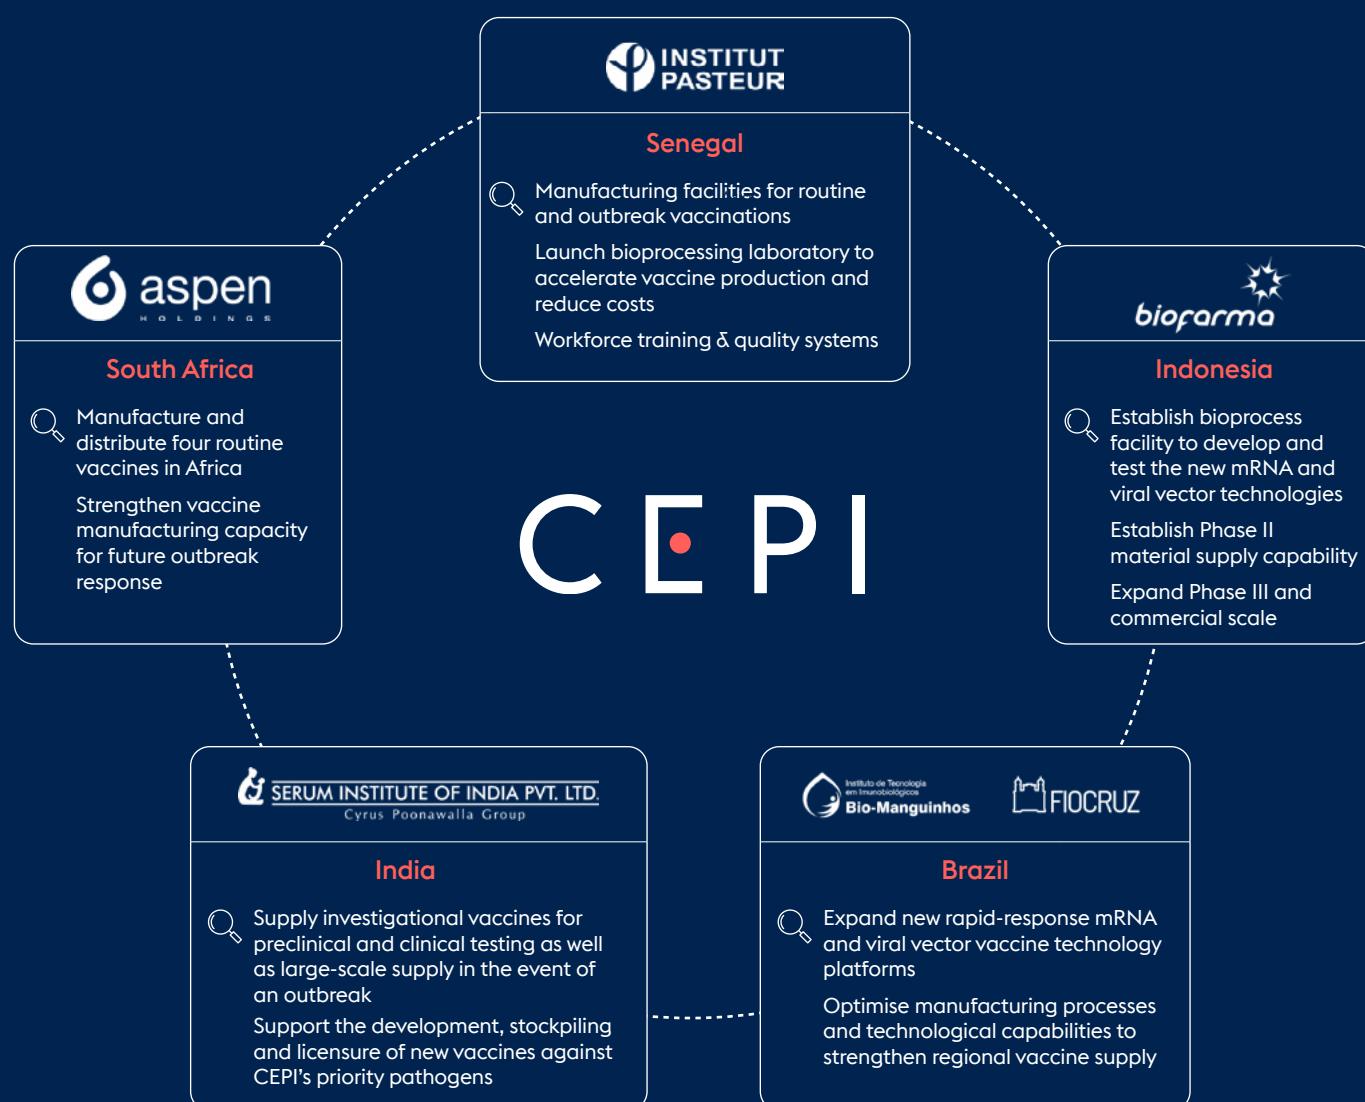 INSTITUT
PASTEUR
Senegal
Manufacturing facilities for routine
and outbreak vaccinations
Launch bioprocessing laboratory to
accelerate vaccine production and
reduce costs
Workforce training & quality systems
aspen
HOLDINGS
South Africa
Manufacture and
distribute four routine
vaccines in Africa
Strengthen vaccine
manufacturing capacity
for future outbreak
response
biofarma
Indonesia
Establish bioprocess
facility to develop and
test the new mRNA and
viral vector technologies
Establish Phase II
material supply capability
Expand Phase III and
commercial scale
CEPI
SERUM INSTITUTE OF INDIA PVT. LTD.
Cyrus Poonawalla Group
India
Supply investigational vaccines for
preclinical and clinical testing as well
as large-scale supply in the event of
an outbreak
Support the development, stockpiling
and licensure of new vaccines against
CEPI's priority pathogens
Instituto de Tecnologia
em Imunobiológicos
Bio-Manguinhos
FIOCRUZ
Brazil
Expand new rapid-response mRNA
and viral vector vaccine technology
platforms
Optimise manufacturing processes
and technological capabilities to
strengthen regional vaccine supply